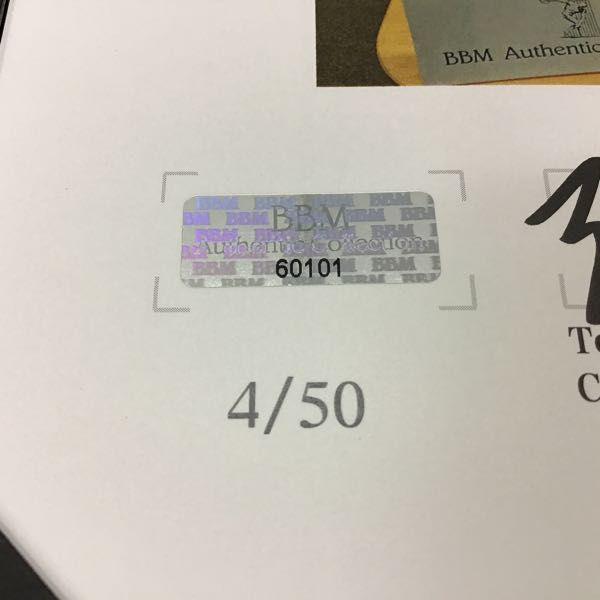 BBM Authentic
BBM
Authentic Collection
60101
4/50